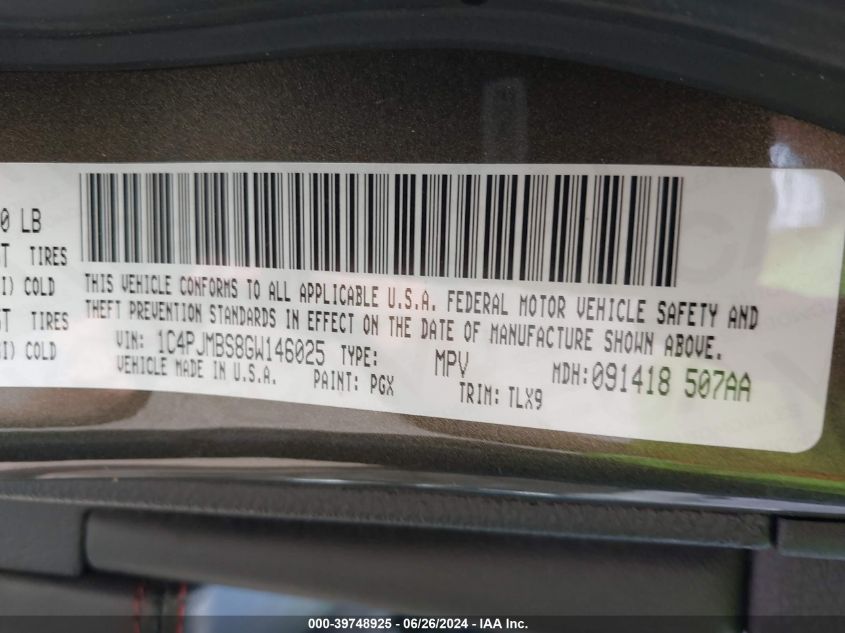 0 LB
ST TIRES
I) COLD
ST TIRES
I) COLD
THIS VEHICLE CONFORMS TO ALL APPLICABLE U.S.A. FEDERAL MOTOR VEHICLE SAFETY AND
THEFT PREVENTION STANDARDS IN EFFECT ON THE DATE OF MANUFACTURE SHOWN ABOVE.
VIN: 1C4PJMBS8GW146025 TYPE: MPV MDH:091418 507AA
VEHICLE MADE IN U.S.A. PAINT: PGX TRIM: TLX9
000-39748925 - 06/26/2024 - IAA Inc.